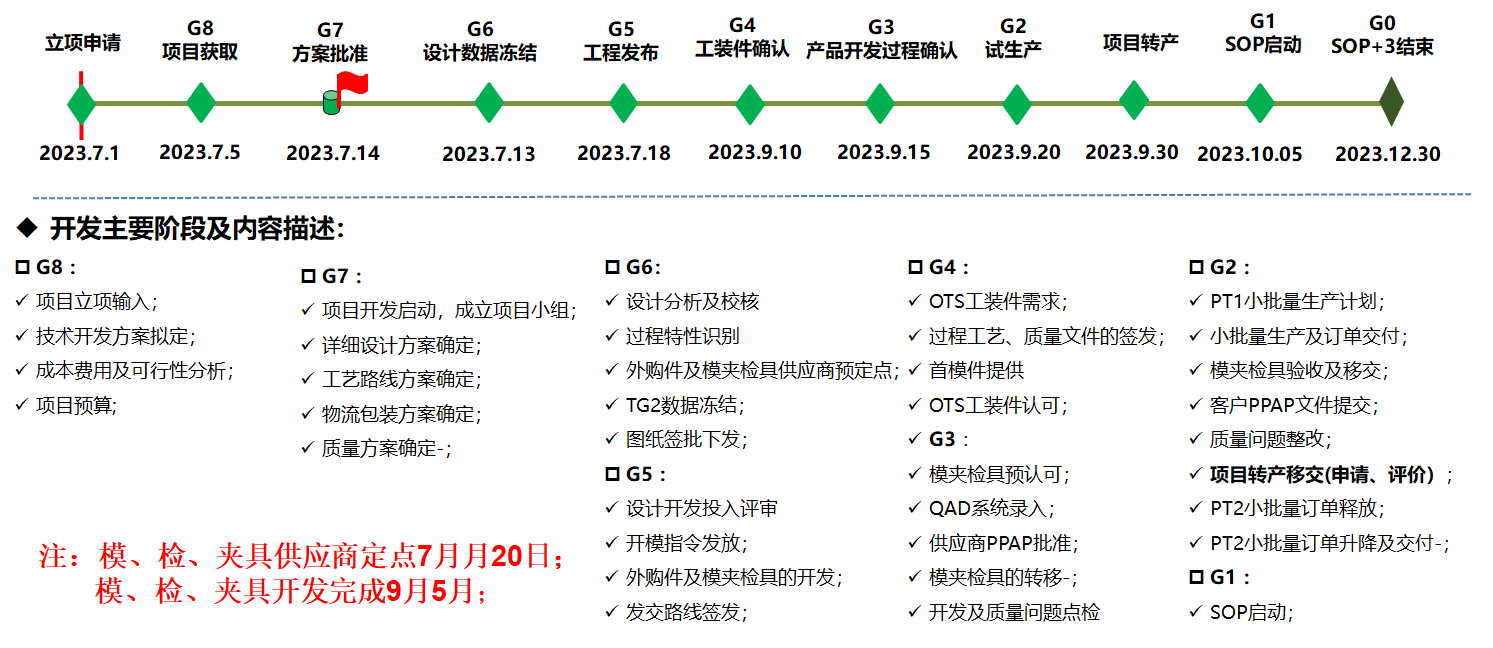 立项申请
G8
项目获取
G7
方案批准
G6
设计数据冻结
G5
工程发布
G4
工装件确认
G3
产品开发过程确认
G2
试生产
项目转产
G1
SOP启动
G0
SOP+3结束
2023.7.1
2023.7.5
2023.7.14
2023.7.13
2023.7.18
2023.9.10
2023.9.15
2023.9.20
2023.9.30
2023.10.05
2023.12.30
◆ 开发主要阶段及内容描述：
G8：
✓ 项目立项输入；
✓ 技术开发方案拟定；
✓ 成本费用及可行性分析；
✓ 项目预算;
G7：
✓ 项目开发启动，成立项目小组；
✓ 详细设计方案确定；
✓ 工艺路线方案确定；
✓ 物流包装方案确定；
✓ 质量方案确定-；
G6：
✓ 设计分析及校核
✓ 过程特性识别
✓ 外购件及模夹检具供应商预定点；
✓ TG2数据冻结；
✓ 图纸签批下发；
G5：
✓ 设计开发投入评审
✓ 开模指令发放；
✓ 外购件及模夹检具的开发；
✓ 发交路线签发；
G4：
✓ OTS工装件需求；
✓ 过程工艺、质量文件的签发；
✓ 首模件提供
✓ OTS工装件认可；
✓ G3：
✓ 模夹检具预认可；
✓ QAD系统录入；
✓ 供应商PPAP批准；
✓ 模夹检具的转移-；
✓ 开发及质量问题点检
G2：
✓ PT1小批量生产计划；
✓ 小批量生产及订单交付；
✓ 模夹检具验收及移交；
✓ 客户PPAP文件提交；
✓ 质量问题整改；
✓ 项目转产移交(申请、评价）；
✓ PT2小批量订单释放；
✓ PT2小批量订单升降及交付-；
G1：
✓ SOP启动；
注：模、检、夹具供应商定点7月月20日；
模、检、夹具开发完成9月5月；